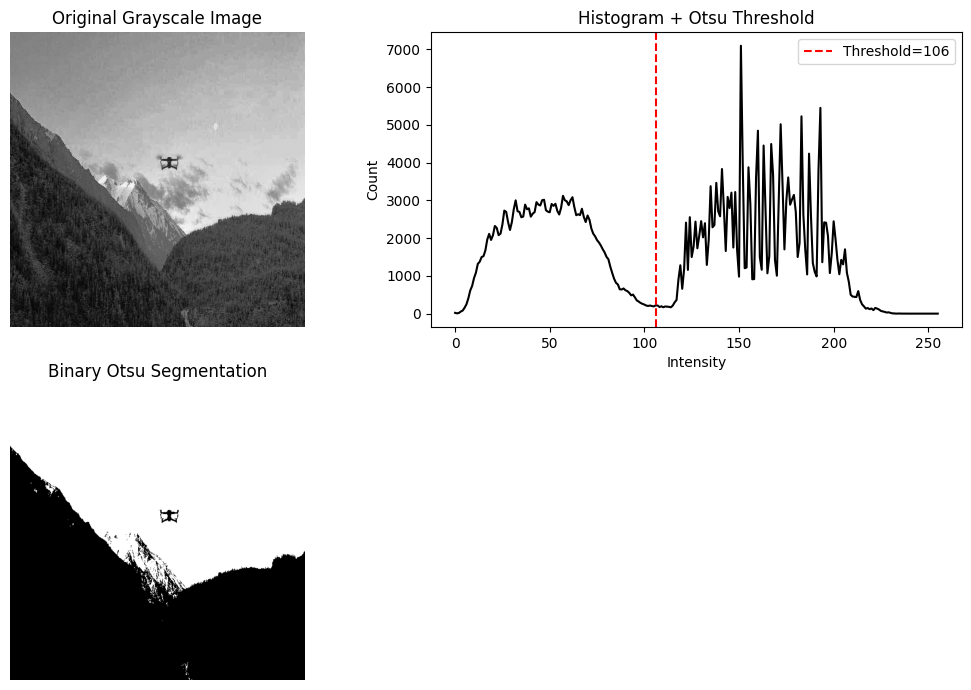 Original Grayscale Image
Histogram + Otsu Threshold
Threshold=106
7000
6000
5000
4000
3000
2000
1000
0
Count
0 50 100 150 200 250
Intensity
Binary Otsu Segmentation